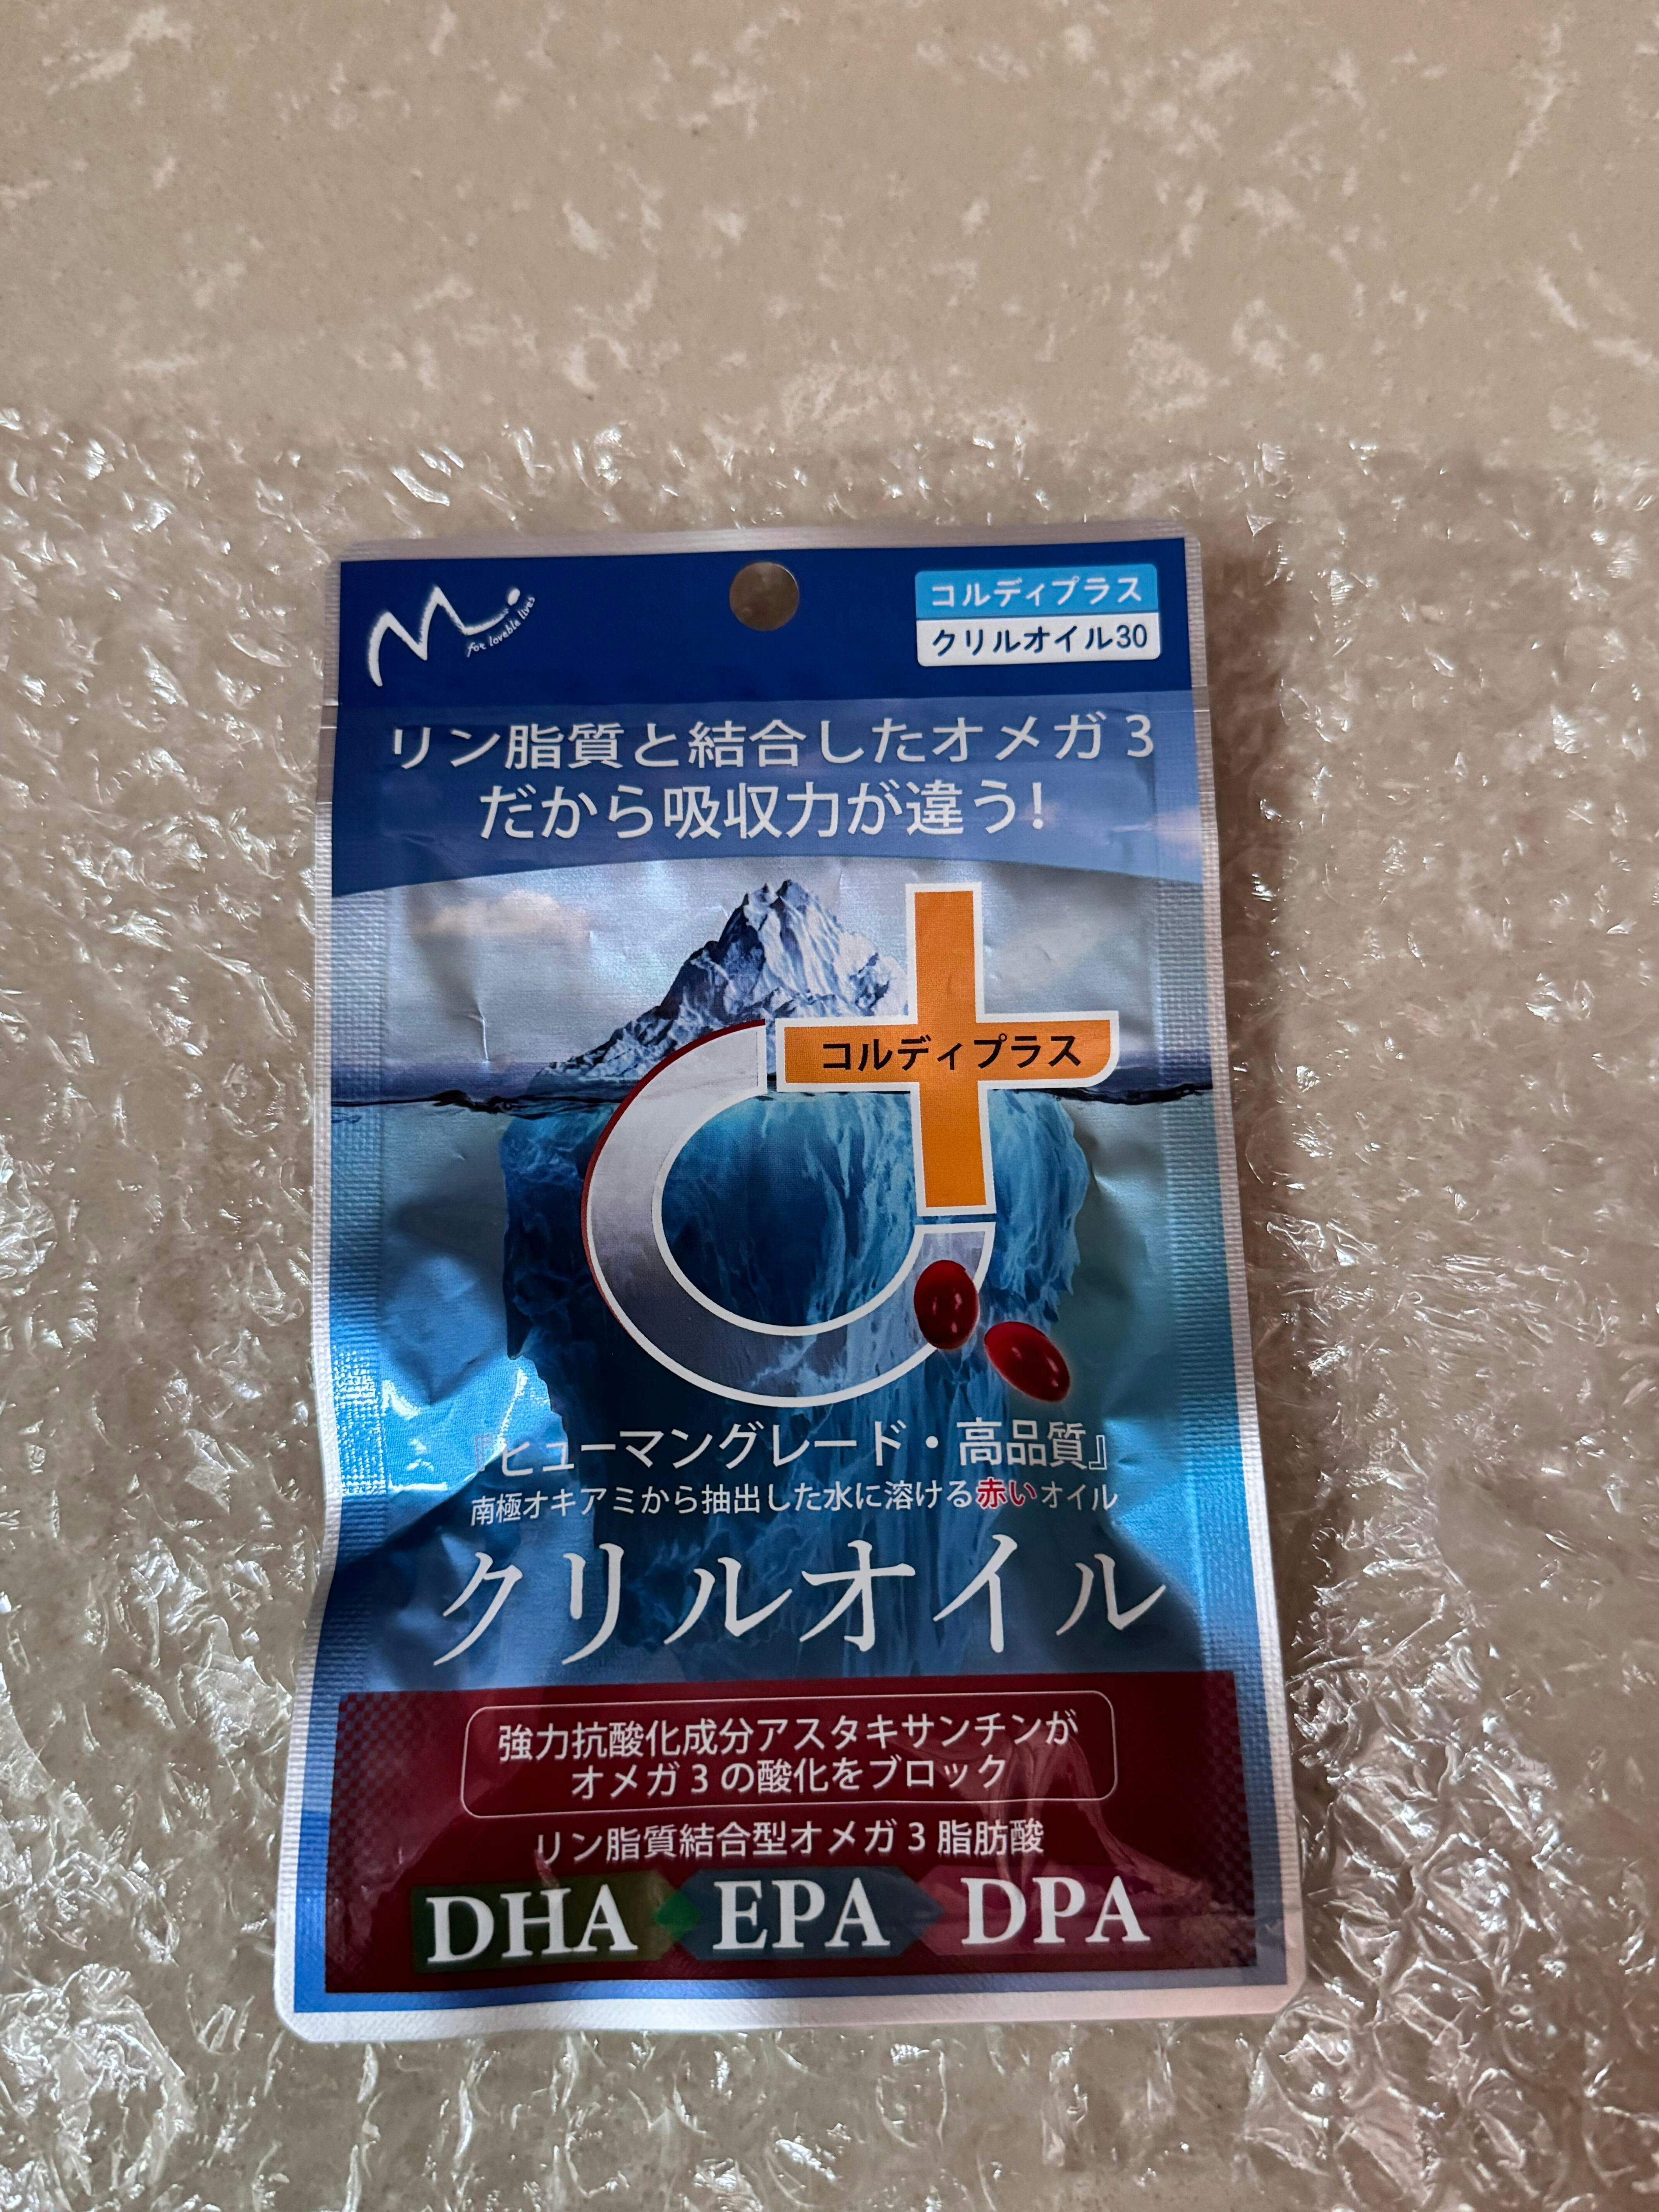 M.
for lovable lives
コルディプラス
クリルオイル30
リン脂質と結合したオメガ3
だから吸収力が違う!
コルディプラス
『ヒューマングレード・高品質』
南極オキアミから抽出した水に溶ける赤いオイル
クリルオイル
強力抗酸化成分アスタキサンチンが
オメガ3の酸化をブロック
リン脂質結合型オメガ3脂肪酸
DHA EPA DPA